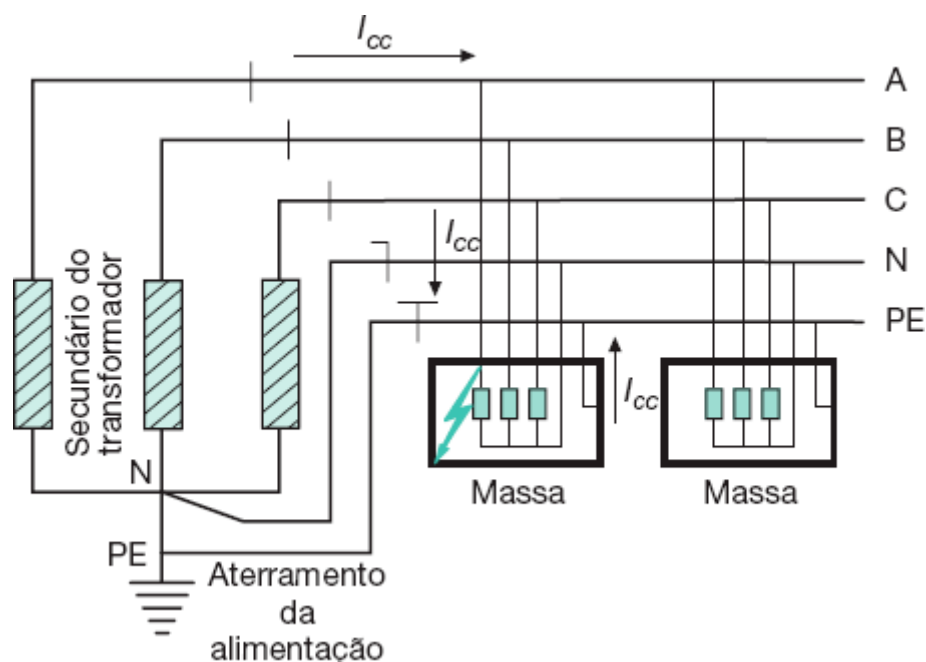 Icc
A
B
C
Icc
N
PE
Secundário do
transformador
Icc
N
Massa
Massa
PE
Aterramento
da
alimentação